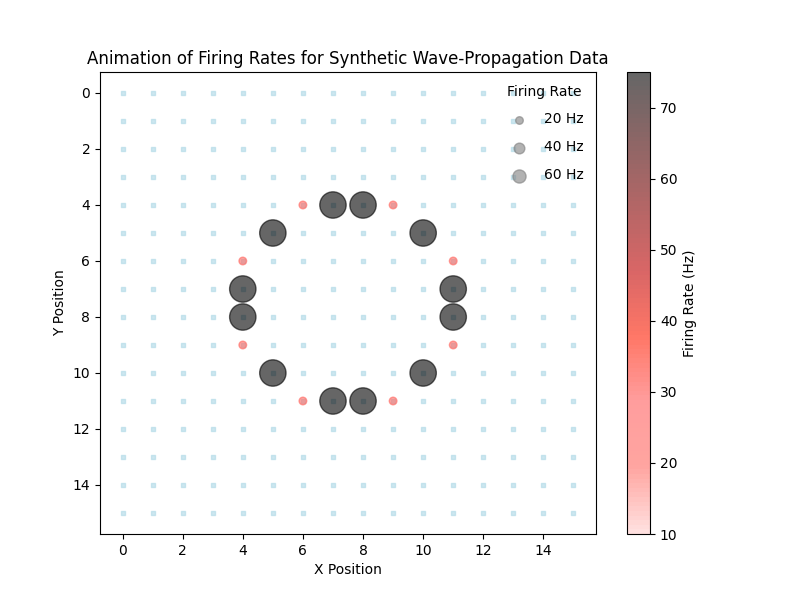 Animation of Firing Rates for Synthetic Wave-Propagation Data
Firing Rate
20 Hz
40 Hz
60 Hz
0
2
4
6
8
10
12
14
Y Position
0
2
4
6
8
10
12
14
X Position
70
60
50
40
30
20
10
Firing Rate (Hz)